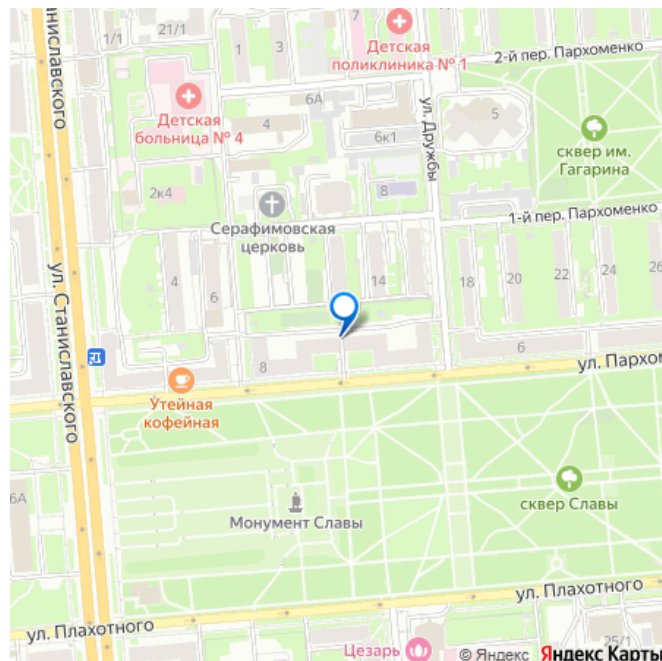 аниславского
1/1
21/1
1
3
7
Детская
поликлиника № 1
2-й пер. Пархоменко
6А
Детская
больница № 4
4
6к1
ул. Дружбы
5
сквер им.
Гагарина
2к4
8
Серафимовская
церковь
1-й пер. Пархоменко
ул. Станиславского
4
6
14
18
20
22
24
26
8
6
ул. Пархом
Утейная
кофейная
6А
Монумент Славы
сквер Славы
ул. Плахотного
ул. Плахотного
Цезарь
25/1
© Яндекс Яндекс Карты